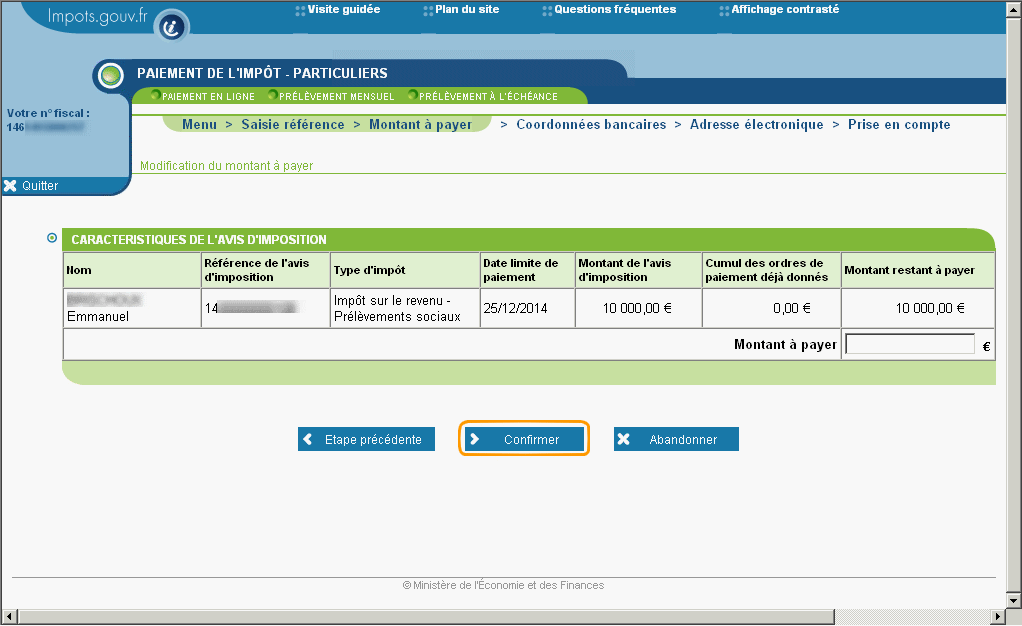 Impots.gouv.fr
Visite guidée Plan du site Questions fréquentes Affichage contrasté
PAIEMENT DE L'IMPÔT - PARTICULIERS
PAIEMENT EN LIGNE PRÉLÈVEMENT MENSUEL PRÉLÈVEMENT À L'ÉCHÉANCE
Votre n° fiscal :
146
Menu > Saisie référence > Montant à payer > Coordonnées bancaires > Adresse électronique > Prise en compte
Modification du montant à payer
Quitter
CARACTERISTIQUES DE L'AVIS D'IMPOSITION
Nom
Référence de l'avis
d'imposition
Type d'impôt
Date limite de
paiement
Montant de l'avis
d'imposition
Cumul des ordres de
paiement déjà donnés
Montant restant à payer
Emmanuel
14
Impôt sur le revenu -
Prélèvements sociaux
25/12/2014
10 000,00 €
0,00 €
10 000,00 €
Montant à payer €
Etape précédente Confirmer Abandonner
© Ministère de l'Économie et des Finances